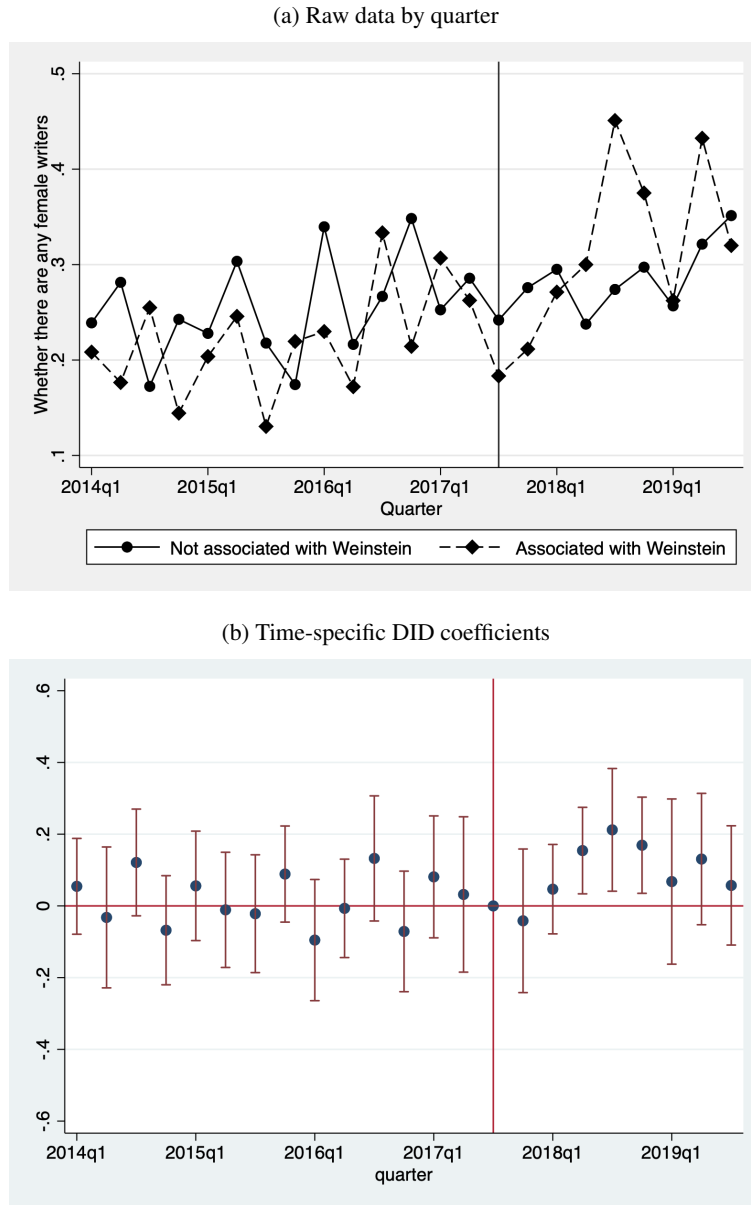 (a) Raw data by quarter
Whether there are any female writers
.5
.4
.3
.2
.1
2014q1 2015q1 2016q1 2017q1 2018q1 2019q1
Quarter
Not associated with Weinstein Associated with Weinstein
(b) Time-specific DID coefficients
.6
.4
.2
0
-.2
-.4
-.6
2014q1 2015q1 2016q1 2017q1 2018q1 2019q1
quarter